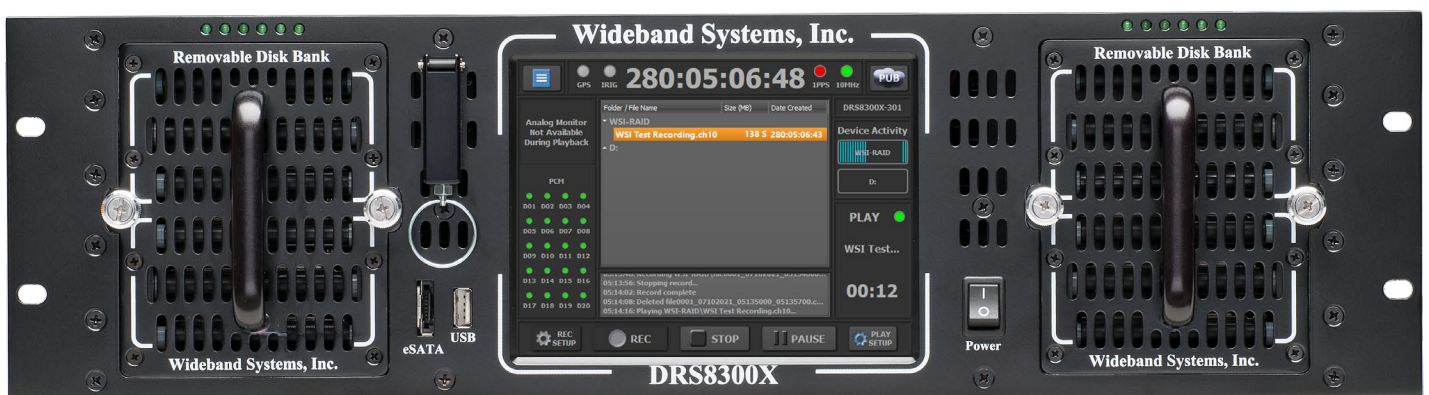 Wideband Systems, Inc.
Removable Disk Bank
Wideband Systems, Inc.
eSATA
USB
GPS
IRIG
280:05:06:48
1PPS
10MHz
PUB
Analog Monitor
Not Available
During Playback
PCM
D01 D02 D03 D04
D05 D06 D07 D08
D09 D10 D11 D12
D13 D14 D15 D16
D17 D18 D19 D20
Folder / File Name Size (MB) Date Created
WSI-RAID
WSI Test Recording.ch10 138 S 280:05:06:43
D:
05:13:56: Stopping record...
05:14:02: Record complete
05:14:08: Deleted file0001_07102021_05135000_05135700.c...
05:14:16: Playing WSI-RAID\WSI Test Recording.ch10...
DRS8300X-301
Device Activity
WSI-RAID
D:
PLAY
WSI Test...
00:12
REC
SETUP
REC
STOP
PAUSE
PLAY
SETUP
DRS8300X
Power
Removable Disk Bank
Wideband Systems, Inc.